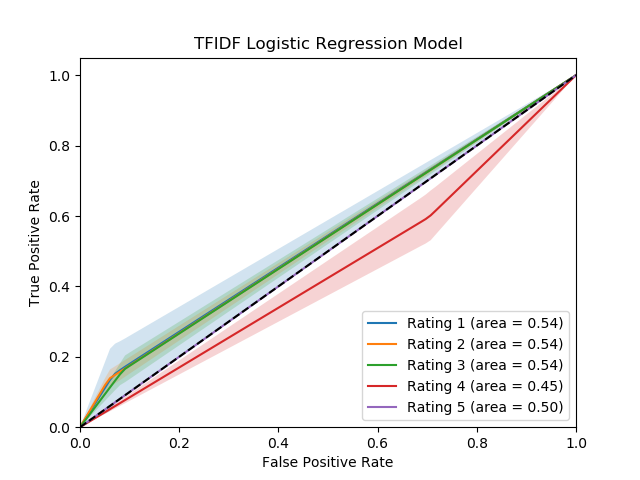 TFIDF Logistic Regression Model
True Positive Rate
1.0
0.8
0.6
0.4
0.2
0.0
Rating 1 (area = 0.54)
Rating 2 (area = 0.54)
Rating 3 (area = 0.54)
Rating 4 (area = 0.45)
Rating 5 (area = 0.50)
0.0 0.2 0.4 0.6 0.8 1.0
False Positive Rate